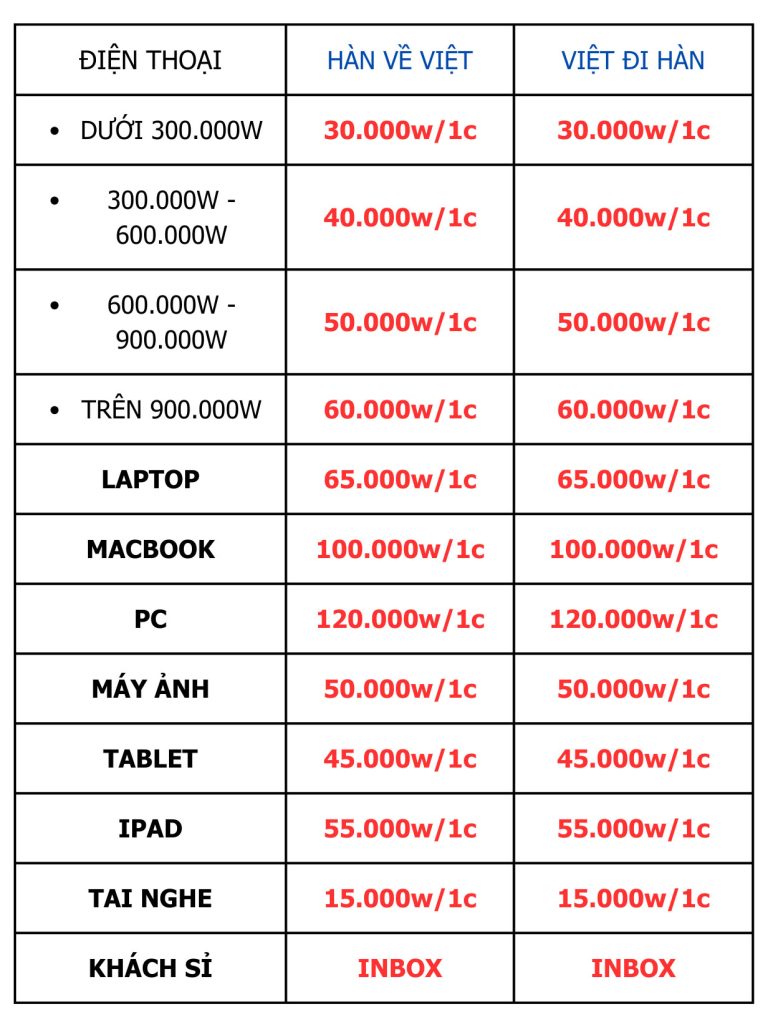 ĐIỆN THOẠI HÀN VỀ VIỆT VIỆT ĐI HÀN
• DƯỚI 300.000W 30.000w/1c 30.000w/1c
• 300.000W -
600.000W 40.000w/1c 40.000w/1c
• 600.000W -
900.000W 50.000w/1c 50.000w/1c
• TRÊN 900.000W 60.000w/1c 60.000w/1c
LAPTOP 65.000w/1c 65.000w/1c
MACBOOK 100.000w/1c 100.000w/1c
PC 120.000w/1c 120.000w/1c
MÁY ẢNH 50.000w/1c 50.000w/1c
TABLET 45.000w/1c 45.000w/1c
IPAD 55.000w/1c 55.000w/1c
TAI NGHE 15.000w/1c 15.000w/1c
KHÁCH SỈ INBOX INBOX